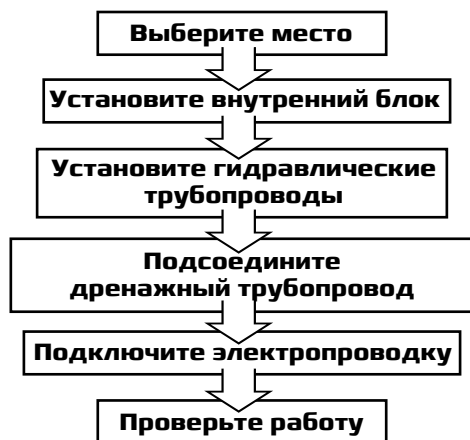 Выберите место
Установите внутренний блок
Установите гидравлические
трубопроводы
Подсоедините
дренажный трубопровод
Подключите электропроводку
Проверьте работу